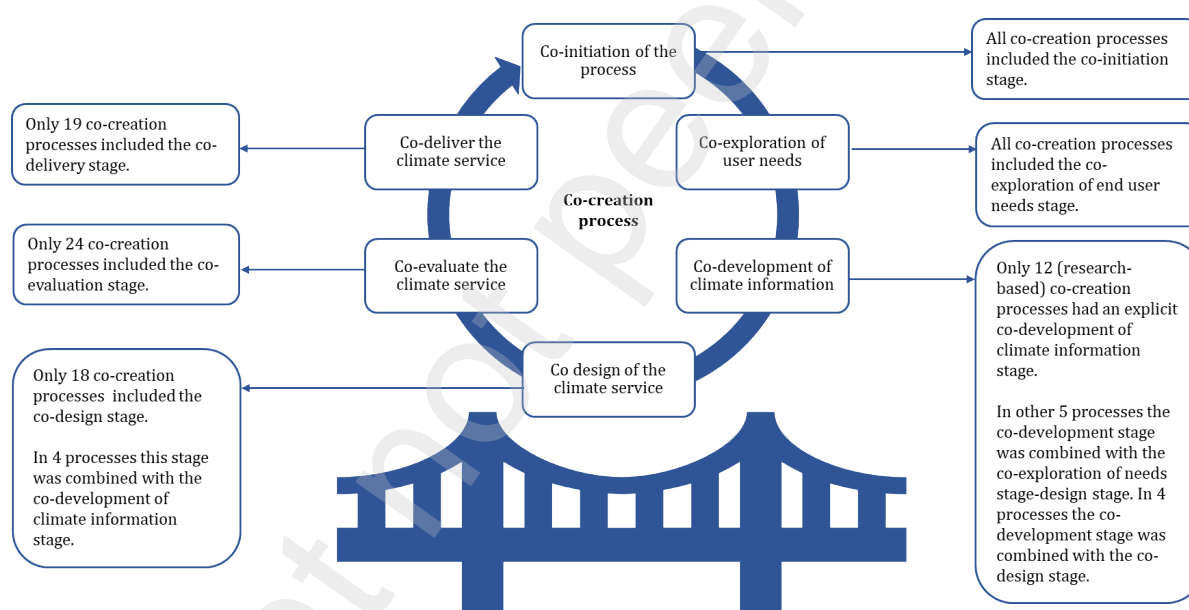 Co-initiation of the
process
All co-creation processes
included the co-initiation
stage.
Only 19 co-creation
processes included the co-
delivery stage.
Co-deliver the
climate service
Co-exploration of
user needs
All co-creation processes
included the co-
exploration of end user
needs stage.
Co-creation
process
Only 24 co-creation
processes included the co-
evaluation stage.
Co-evaluate the
climate service
Co-development of
climate information
Only 12 (research-
based) co-creation
processes had an explicit
co-development of
climate information
stage.
In other 5 processes the
co-development stage
was combined with the
co-exploration of needs
stage-design stage. In 4
processes the co-
development stage was
combined with the co-
design stage.
Co design of the
climate service
Only 18 co-creation
processes  included the
co-design stage.
In 4 processes this stage
was combined with the
co-development of
climate information
stage.
not peer